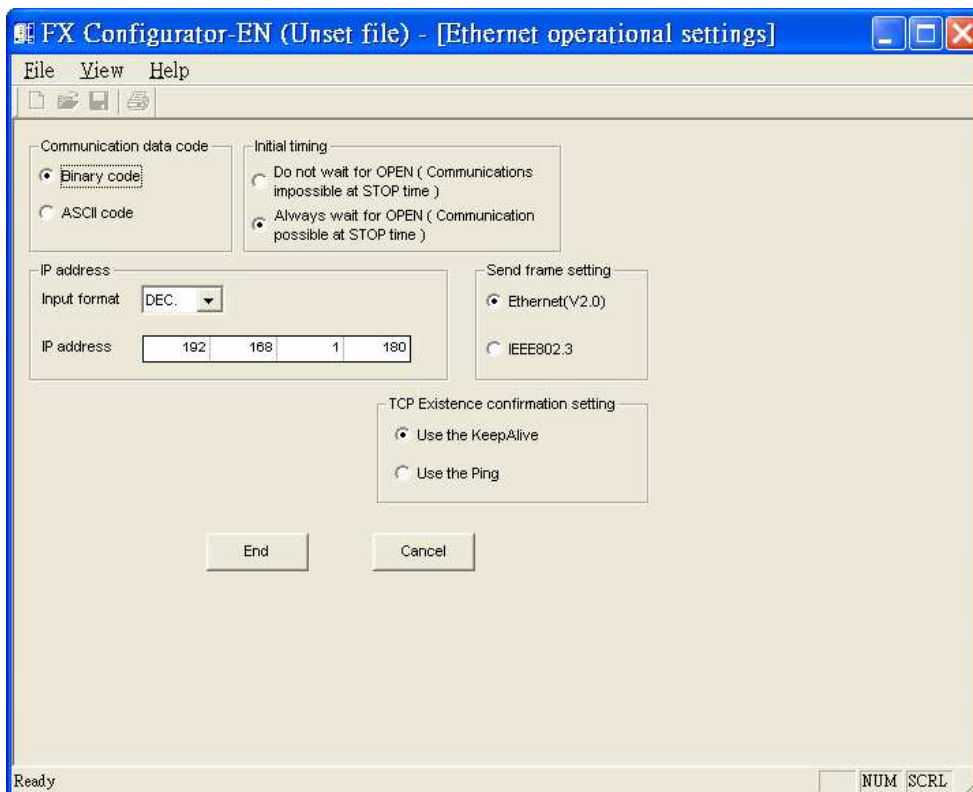 FX Configurator-EN (Unset file) - [Ethernet operational settings]
File View Help
Communication data code
Binary code
ASCII code
Initial timing
Do not wait for OPEN ( Communications
impossible at STOP time )
Always wait for OPEN ( Communication
possible at STOP time )
IP address
Input format DEC.
IP address 192 168 1 180
Send frame setting
Ethernet(V2.0)
IEEE802.3
TCP Existence confirmation setting
Use the KeepAlive
Use the Ping
End Cancel
Ready NUM SCRL